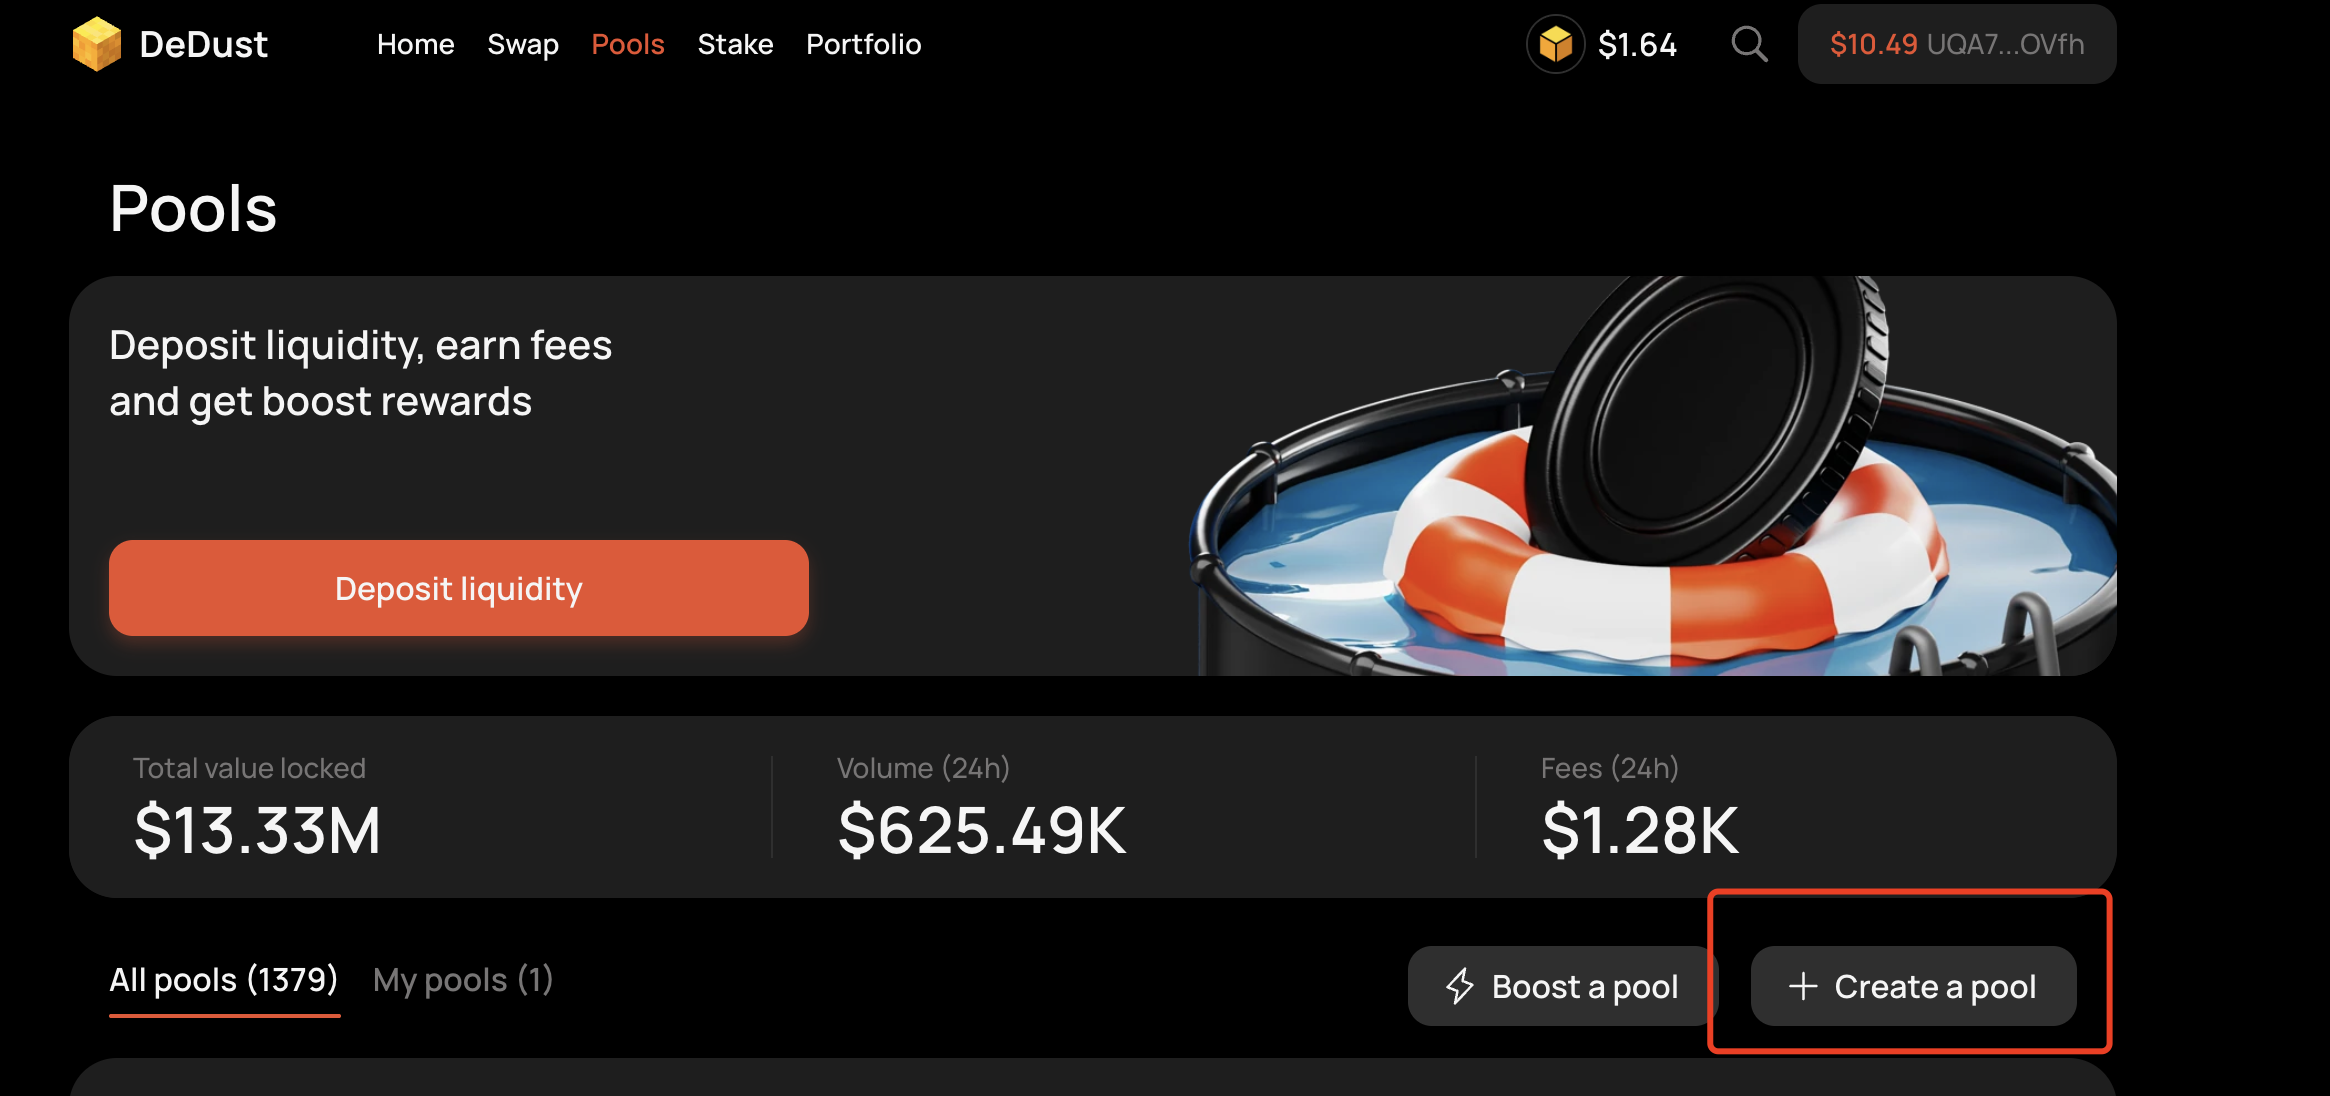 DeDust Home Swap Pools Stake Portfolio $1.64 $10.49 UQA7...OVfh
Pools
Deposit liquidity, earn fees
and get boost rewards
Deposit liquidity
Total value locked Volume (24h) Fees (24h)
$13.33M $625.49K $1.28K
All pools (1379) My pools (1) Boost a pool Create a pool